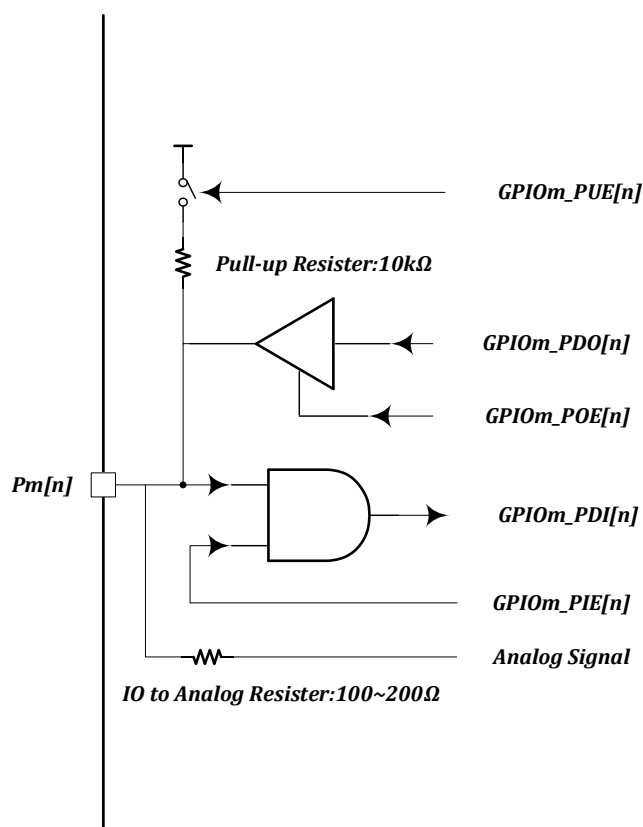 GPIOm_PUE[n]
Pull-up Resister:10kΩ
GPIOm_PDO[n]
GPIOm_POE[n]
Pm[n]
GPIOm_PDI[n]
GPIOm_PIE[n]
Analog Signal
IO to Analog Resister:100~200Ω